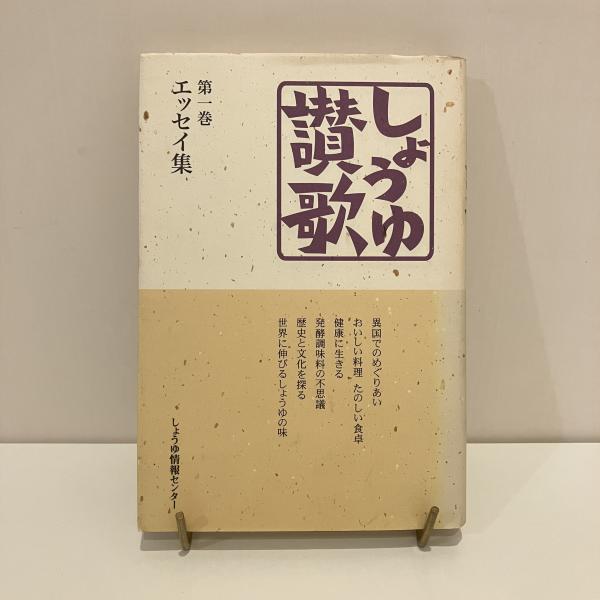 しょうゆ
讃歌
第一巻
エッセイ集
異国でのめぐりあい
おいしい料理 たのしい食卓
健康に生きる
発酵調味料の不思議
歴史と文化を探る
世界に伸びるしょうゆの味
しょうゆ情報センター